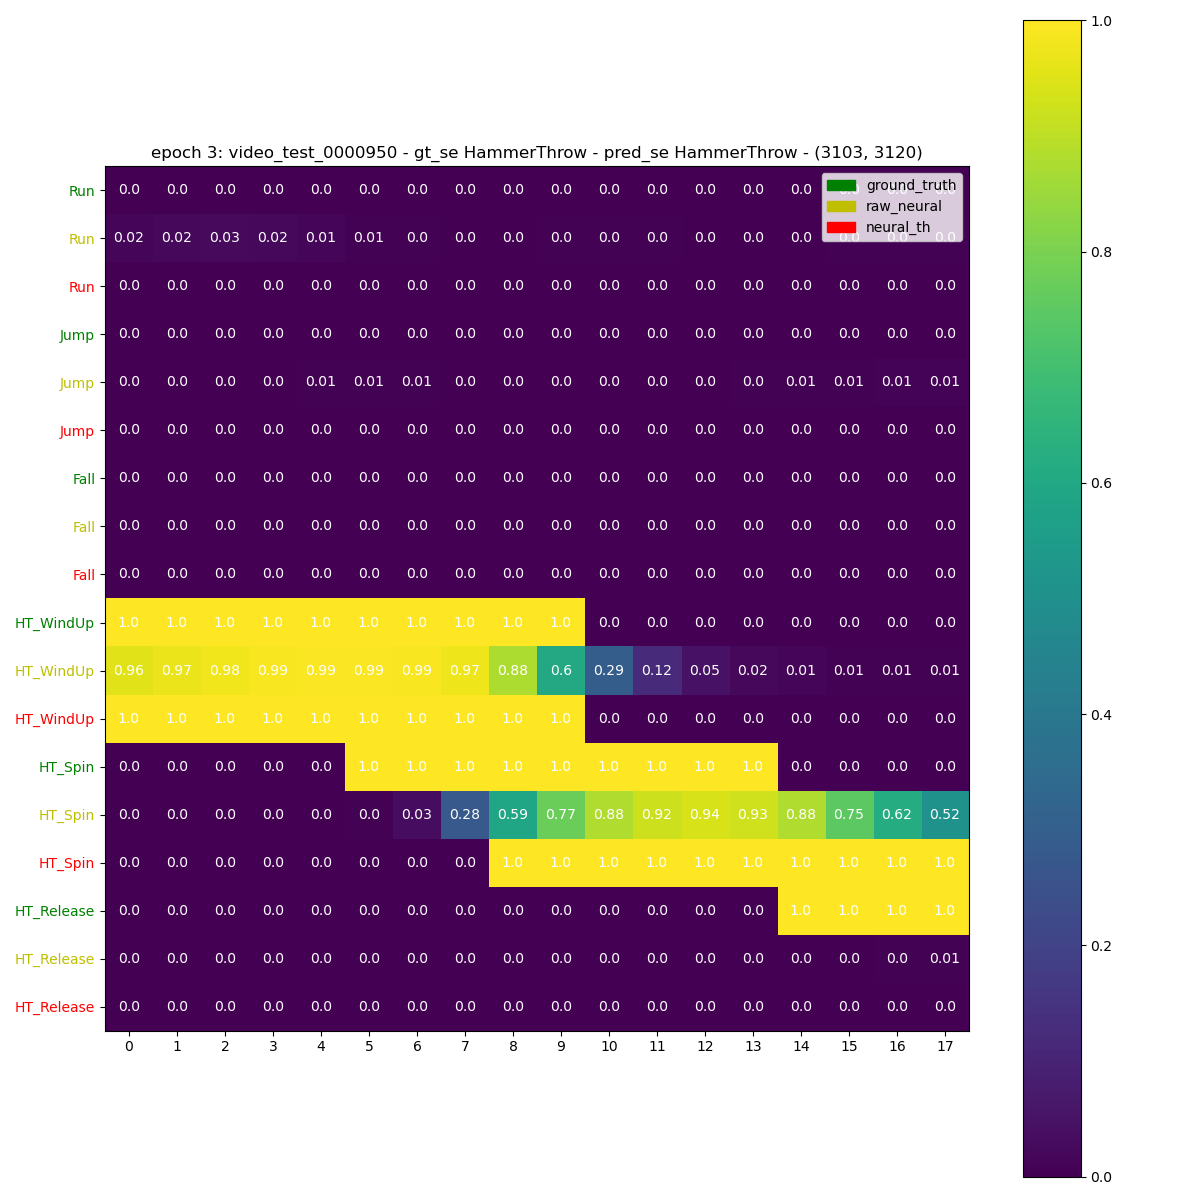 epoch 3: video_test_0000950 - gt_se HammerThrow - pred_se HammerThrow - (3103, 3120)
ground_truth
raw_neural
neural_th
Run 0.0 0.0 0.0 0.0 0.0 0.0 0.0 0.0 0.0 0.0 0.0 0.0 0.0 0.0 0.0 0.0 0.0 0.0
Run 0.02 0.02 0.03 0.02 0.01 0.01 0.0 0.0 0.0 0.0 0.0 0.0 0.0 0.0 0.0 0.0 0.0 0.0
Run 0.0 0.0 0.0 0.0 0.0 0.0 0.0 0.0 0.0 0.0 0.0 0.0 0.0 0.0 0.0 0.0 0.0 0.0
Jump 0.0 0.0 0.0 0.0 0.0 0.0 0.0 0.0 0.0 0.0 0.0 0.0 0.0 0.0 0.0 0.0 0.0 0.0
Jump 0.0 0.0 0.0 0.0 0.01 0.01 0.01 0.0 0.0 0.0 0.0 0.0 0.0 0.0 0.01 0.01 0.01 0.01
Jump 0.0 0.0 0.0 0.0 0.0 0.0 0.0 0.0 0.0 0.0 0.0 0.0 0.0 0.0 0.0 0.0 0.0 0.0
Fall 0.0 0.0 0.0 0.0 0.0 0.0 0.0 0.0 0.0 0.0 0.0 0.0 0.0 0.0 0.0 0.0 0.0 0.0
Fall 0.0 0.0 0.0 0.0 0.0 0.0 0.0 0.0 0.0 0.0 0.0 0.0 0.0 0.0 0.0 0.0 0.0 0.0
Fall 0.0 0.0 0.0 0.0 0.0 0.0 0.0 0.0 0.0 0.0 0.0 0.0 0.0 0.0 0.0 0.0 0.0 0.0
HT_WindUp 1.0 1.0 1.0 1.0 1.0 1.0 1.0 1.0 1.0 1.0 0.0 0.0 0.0 0.0 0.0 0.0 0.0 0.0
HT_WindUp 0.96 0.97 0.98 0.99 0.99 0.99 0.99 0.97 0.88 0.6 0.29 0.12 0.05 0.02 0.01 0.01 0.01 0.01
HT_WindUp 1.0 1.0 1.0 1.0 1.0 1.0 1.0 1.0 1.0 1.0 0.0 0.0 0.0 0.0 0.0 0.0 0.0 0.0
HT_Spin 0.0 0.0 0.0 0.0 0.0 1.0 1.0 1.0 1.0 1.0 1.0 1.0 1.0 1.0 0.0 0.0 0.0 0.0
HT_Spin 0.0 0.0 0.0 0.0 0.0 0.0 0.03 0.28 0.59 0.77 0.88 0.92 0.94 0.93 0.88 0.75 0.62 0.52
HT_Spin 0.0 0.0 0.0 0.0 0.0 0.0 0.0 0.0 1.0 1.0 1.0 1.0 1.0 1.0 1.0 1.0 1.0 1.0
HT_Release 0.0 0.0 0.0 0.0 0.0 0.0 0.0 0.0 0.0 0.0 0.0 0.0 0.0 0.0 1.0 1.0 1.0 1.0
HT_Release 0.0 0.0 0.0 0.0 0.0 0.0 0.0 0.0 0.0 0.0 0.0 0.0 0.0 0.0 0.0 0.0 0.0 0.01
HT_Release 0.0 0.0 0.0 0.0 0.0 0.0 0.0 0.0 0.0 0.0 0.0 0.0 0.0 0.0 0.0 0.0 0.0 0.0
0 1 2 3 4 5 6 7 8 9 10 11 12 13 14 15 16 17
1.0
0.8
0.6
0.4
0.2
0.0